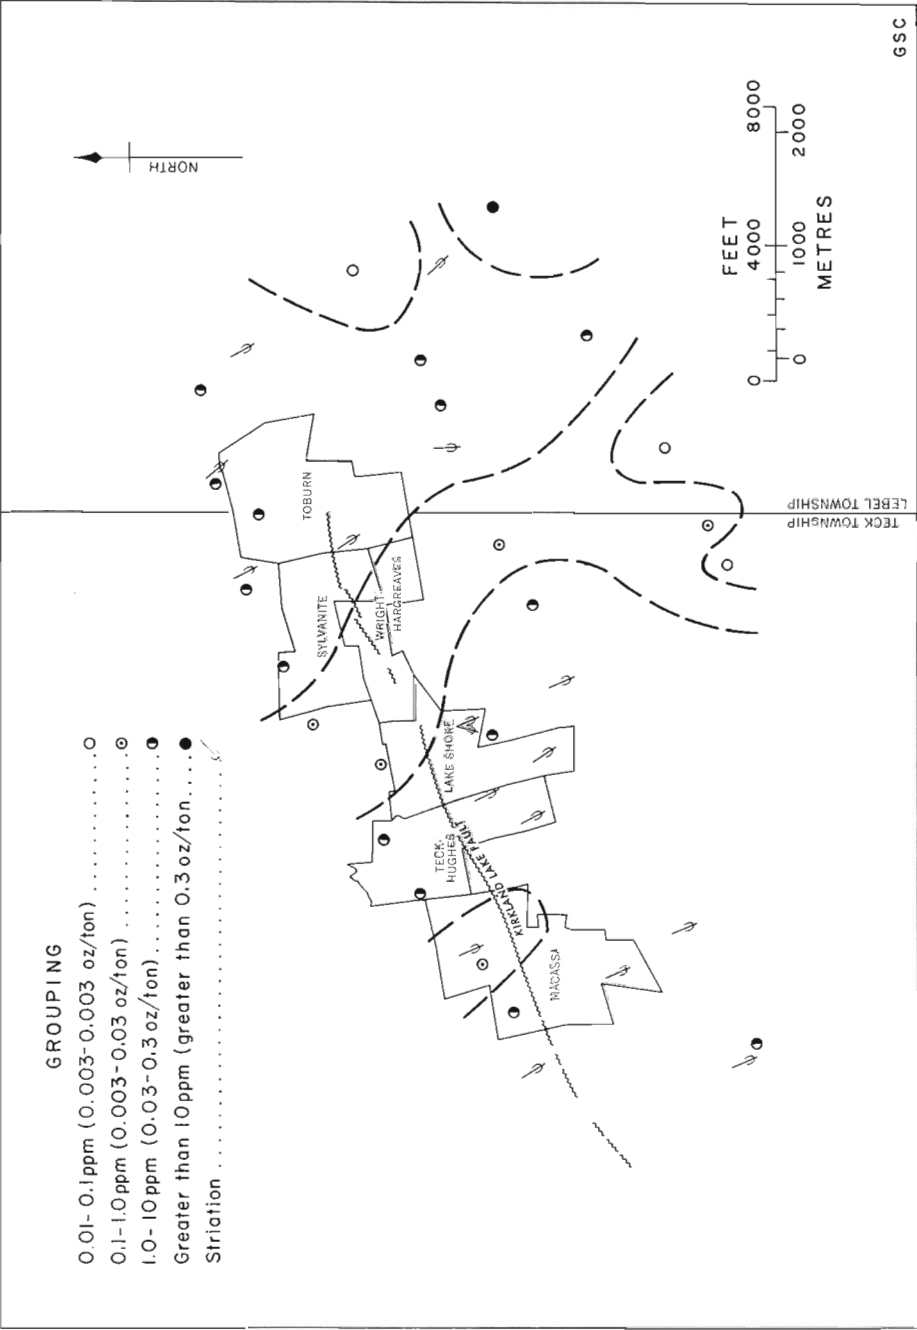 GROUPING
0.01-0.1ppm (0.003-0.003 oz/ton)
0.1-1.0ppm (0.003-0.03 oz/ton)
1.0-10ppm (0.03-0.3 oz/ton)
Greater than 10ppm (greater than 0.3 oz/ton
Striation
NORTH
TOBURN
SYLVANITE
WRIGHT-
HARGREAVES
LAKE SHORE
TECK-
HUGHES
KIRKLAND LAKE FAULT
MACASSA
TECK TOWNSHIP
LEBEL TOWNSHIP
FEET
0 4000 8000
0 1000 2000
METRES
GSC